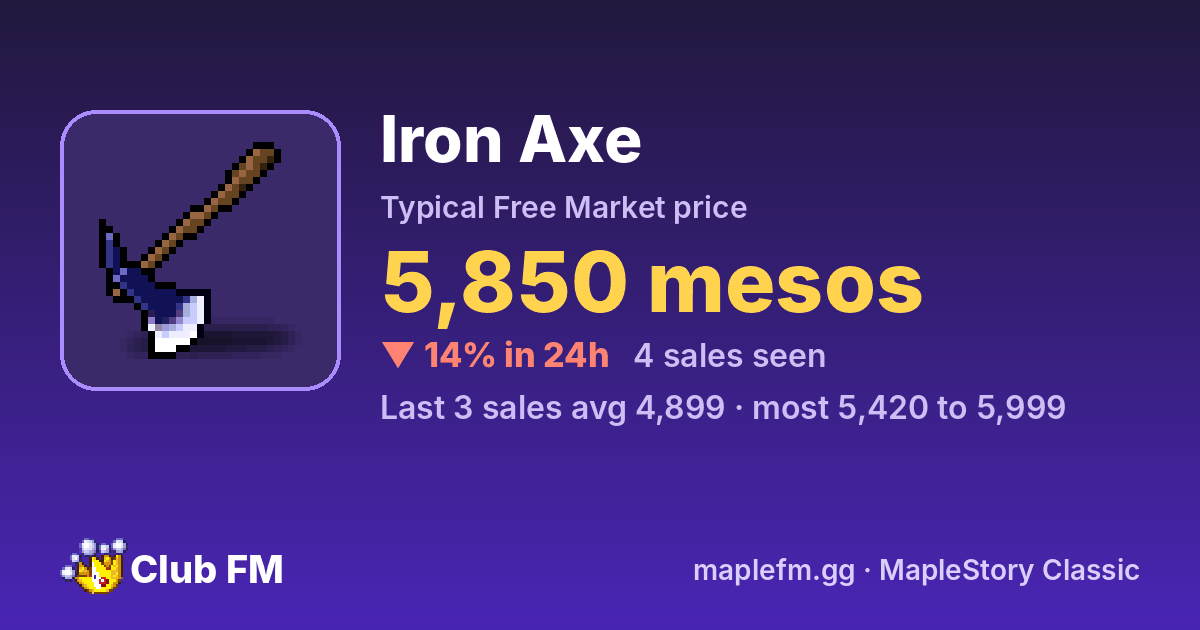 Iron Axe
Typical Free Market price
5,850 mesos
▼ 14% in 24h 4 sales seen
Last 3 sales avg 4,899 · most 5,420 to 5,999
Club FM
maplefm.gg · MapleStory Classic